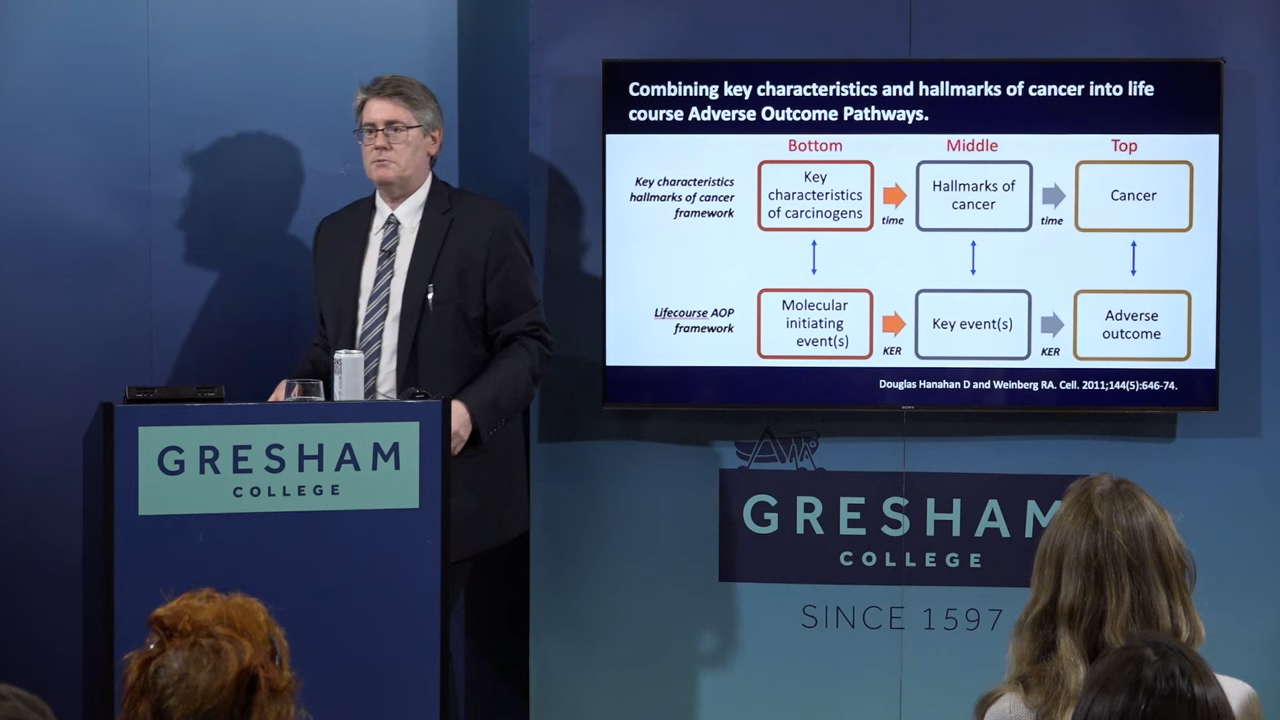 Combining key characteristics and hallmarks of cancer into life
course Adverse Outcome Pathways.
Bottom
Middle
Top
Key characteristics
hallmarks of cancer
framework
Key
characteristics
of carcinogens
time
Hallmarks of
cancer
time
Cancer
Lifecourse AOP
framework
Molecular
initiating
event(s)
KER
Key event(s)
KER
Adverse
outcome
Douglas Hanahan D and Weinberg RA. Cell. 2011;144(5):646-74.
SONY
GRESHAM
COLLEGE
GRESHAM
COLLEGE
SINCE 1597